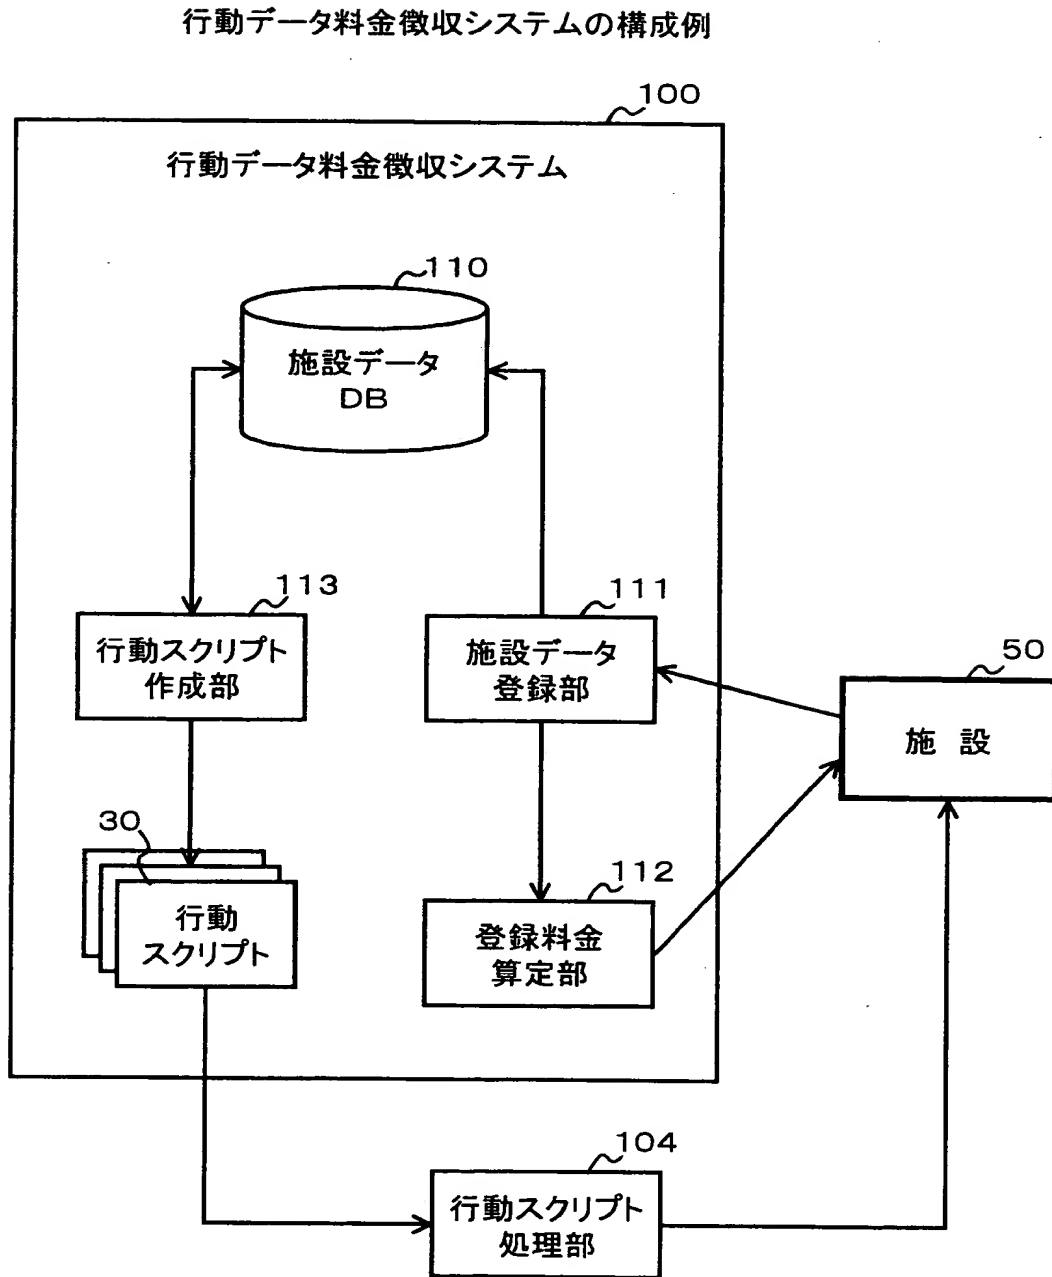 行動データ料金徴収システムの構成例
100
行動データ料金徴収システム
110
施設データ
DB
113
行動スクリプト
作成部
111
施設データ
登録部
50
施 設
30
行動
スクリプト
112
登録料金
算定部
104
行動スクリプト
処理部